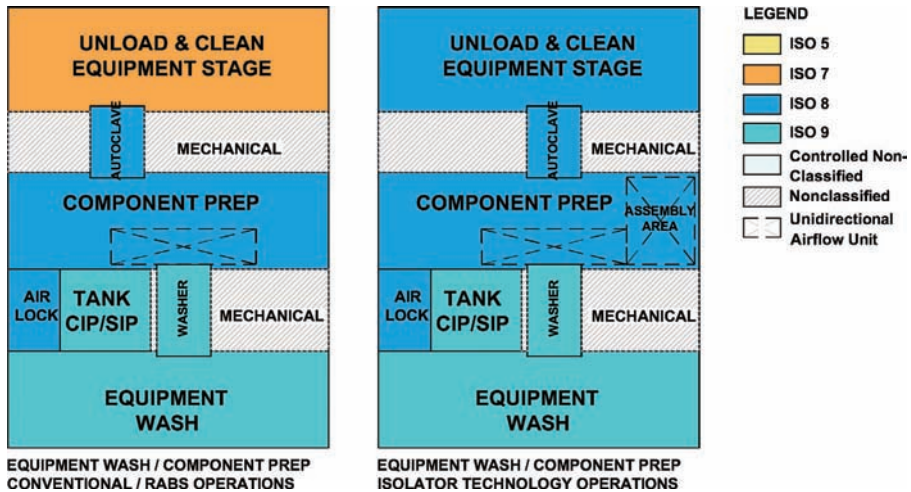 UNLOAD & CLEAN
EQUIPMENT STAGE
AUTOCLAVE
MECHANICAL
COMPONENT PREP
AIR
LOCK
TANK
CIP/SIP
WASHER
MECHANICAL
EQUIPMENT
WASH
EQUIPMENT WASH / COMPONENT PREP
CONVENTIONAL / RABS OPERATIONS
UNLOAD & CLEAN
EQUIPMENT STAGE
AUTOCLAVE
MECHANICAL
COMPONENT PREP
ASSEMBLY
AREA
AIR
LOCK
TANK
CIP/SIP
WASHER
MECHANICAL
EQUIPMENT
WASH
EQUIPMENT WASH / COMPONENT PREP
ISOLATOR TECHNOLOGY OPERATIONS
LEGEND
ISO 5
ISO 7
ISO 8
ISO 9
Controlled Non-
Classified
Nonclassified
Unidirectional
Airflow Unit